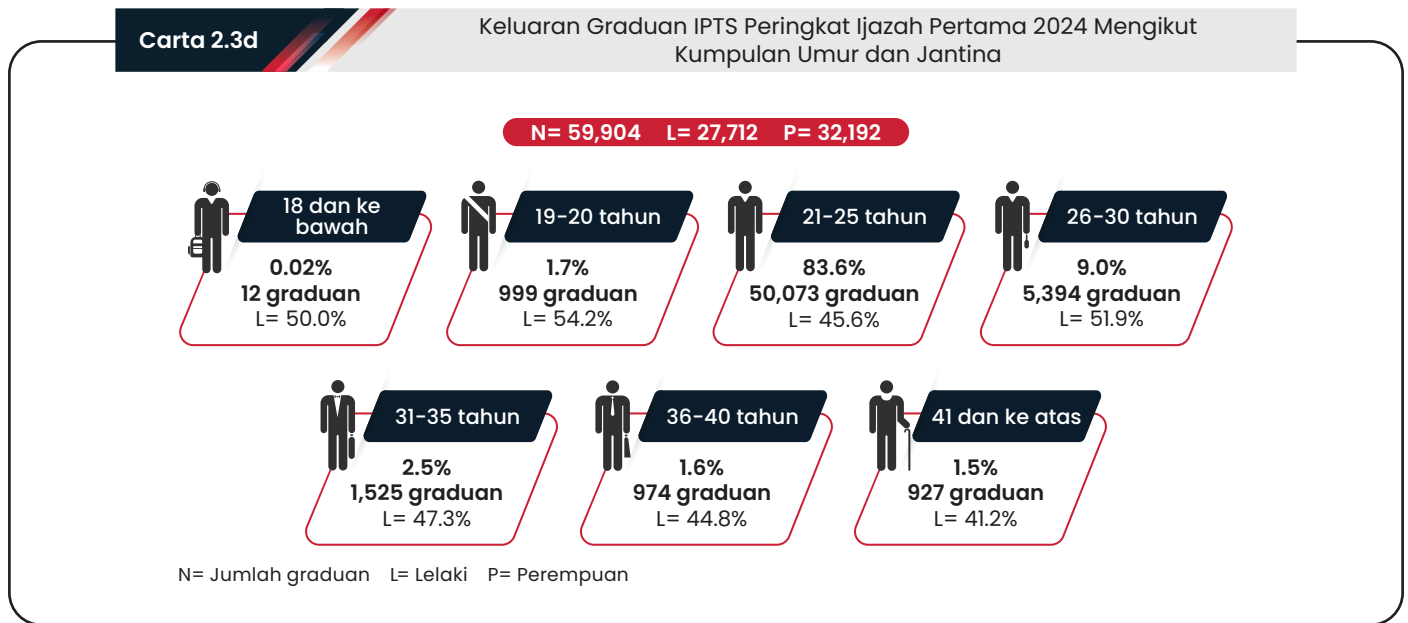 Carta 2.3d
Keluaran Graduan IPTS Peringkat Ijazah Pertama 2024 Mengikut
Kumpulan Umur dan Jantina
N= 59,904 L= 27,712 P= 32,192
18 dan ke
bawah
0.02%
12 graduan
L= 50.0%
19-20 tahun
1.7%
999 graduan
L= 54.2%
21-25 tahun
83.6%
50,073 graduan
L= 45.6%
26-30 tahun
9.0%
5,394 graduan
L= 51.9%
31-35 tahun
2.5%
1,525 graduan
L= 47.3%
36-40 tahun
1.6%
974 graduan
L= 44.8%
41 dan ke atas
1.5%
927 graduan
L= 41.2%
N= Jumlah graduan L= Lelaki P= Perempuan